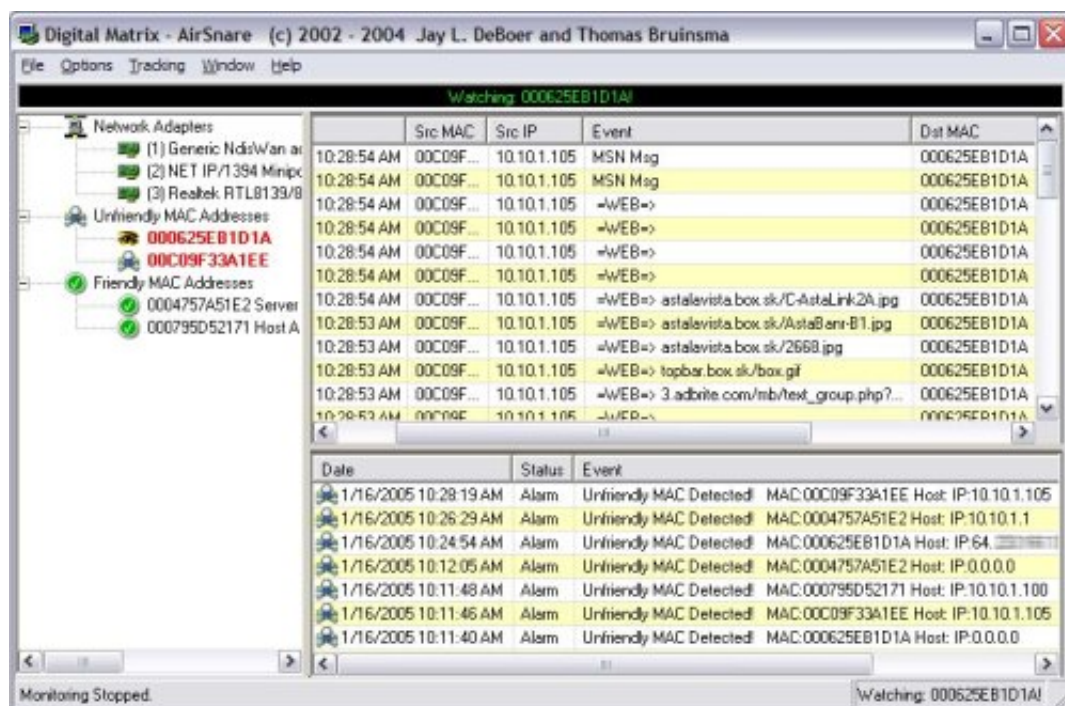 Digital Matrix - AirSnare (c) 2002 - 2004 Jay L. DeBoer and Thomas Bruinsma
File Options Tracking Window Help
Watching: 000625EB1D1A!
Network Adapters
(1) Generic NdisWan ac
(2) NET IP/1394 Minipo
(3) Realtek RTL8139/8
Unfriendly MAC Addresses
000625EB1D1A
00C09F33A1EE
Friendly MAC Addresses
0004757A51E2 Server
000795D52171 Host A
Src MAC Src IP Event Dst MAC
10:28:54 AM 00C09F... 10.10.1.105 MSN Msg 000625EB1D1A
10:28:54 AM 00C09F... 10.10.1.105 MSN Msg 000625EB1D1A
10:28:54 AM 00C09F... 10.10.1.105 =WEB=> 000625EB1D1A
10:28:54 AM 00C09F... 10.10.1.105 =WEB=> 000625EB1D1A
10:28:54 AM 00C09F... 10.10.1.105 =WEB=> 000625EB1D1A
10:28:54 AM 00C09F... 10.10.1.105 =WEB=> 000625EB1D1A
10:28:54 AM 00C09F... 10.10.1.105 =WEB=> astalavista.box.sk/C-AstaLink2A.jpg 000625EB1D1A
10:28:53 AM 00C09F... 10.10.1.105 =WEB=> astalavista.box.sk/AstaBanr-B1.jpg 000625EB1D1A
10:28:53 AM 00C09F... 10.10.1.105 =WEB=> astalavista.box.sk/2668.jpg 000625EB1D1A
10:28:53 AM 00C09F... 10.10.1.105 =WEB=> topbar.box.sk/box.gif 000625EB1D1A
10:28:53 AM 00C09F... 10.10.1.105 =WEB=> 3.adbrite.com/mb/text_group.php?... 000625EB1D1A
10:28:53 AM 00C09F... 10.10.1.105 =WEB=> 000625EB1D1A
Date Status Event
1/16/2005 10:28:19 AM Alarm Unfriendly MAC Detected! MAC:00C09F33A1EE Host: IP:10.10.1.105
1/16/2005 10:26:29 AM Alarm Unfriendly MAC Detected! MAC:0004757A51E2 Host: IP:10.10.1.1
1/16/2005 10:24:54 AM Alarm Unfriendly MAC Detected! MAC:000625EB1D1A Host: IP:64.
1/16/2005 10:12:05 AM Alarm Unfriendly MAC Detected! MAC:0004757A51E2 Host: IP:0.0.0.0
1/16/2005 10:11:48 AM Alarm Unfriendly MAC Detected! MAC:000795D52171 Host: IP:10.10.1.100
1/16/2005 10:11:46 AM Alarm Unfriendly MAC Detected! MAC:00C09F33A1EE Host: IP:10.10.1.105
1/16/2005 10:11:40 AM Alarm Unfriendly MAC Detected! MAC:000625EB1D1A Host: IP:0.0.0.0
Monitoring Stopped.
Watching: 000625EB1D1A!